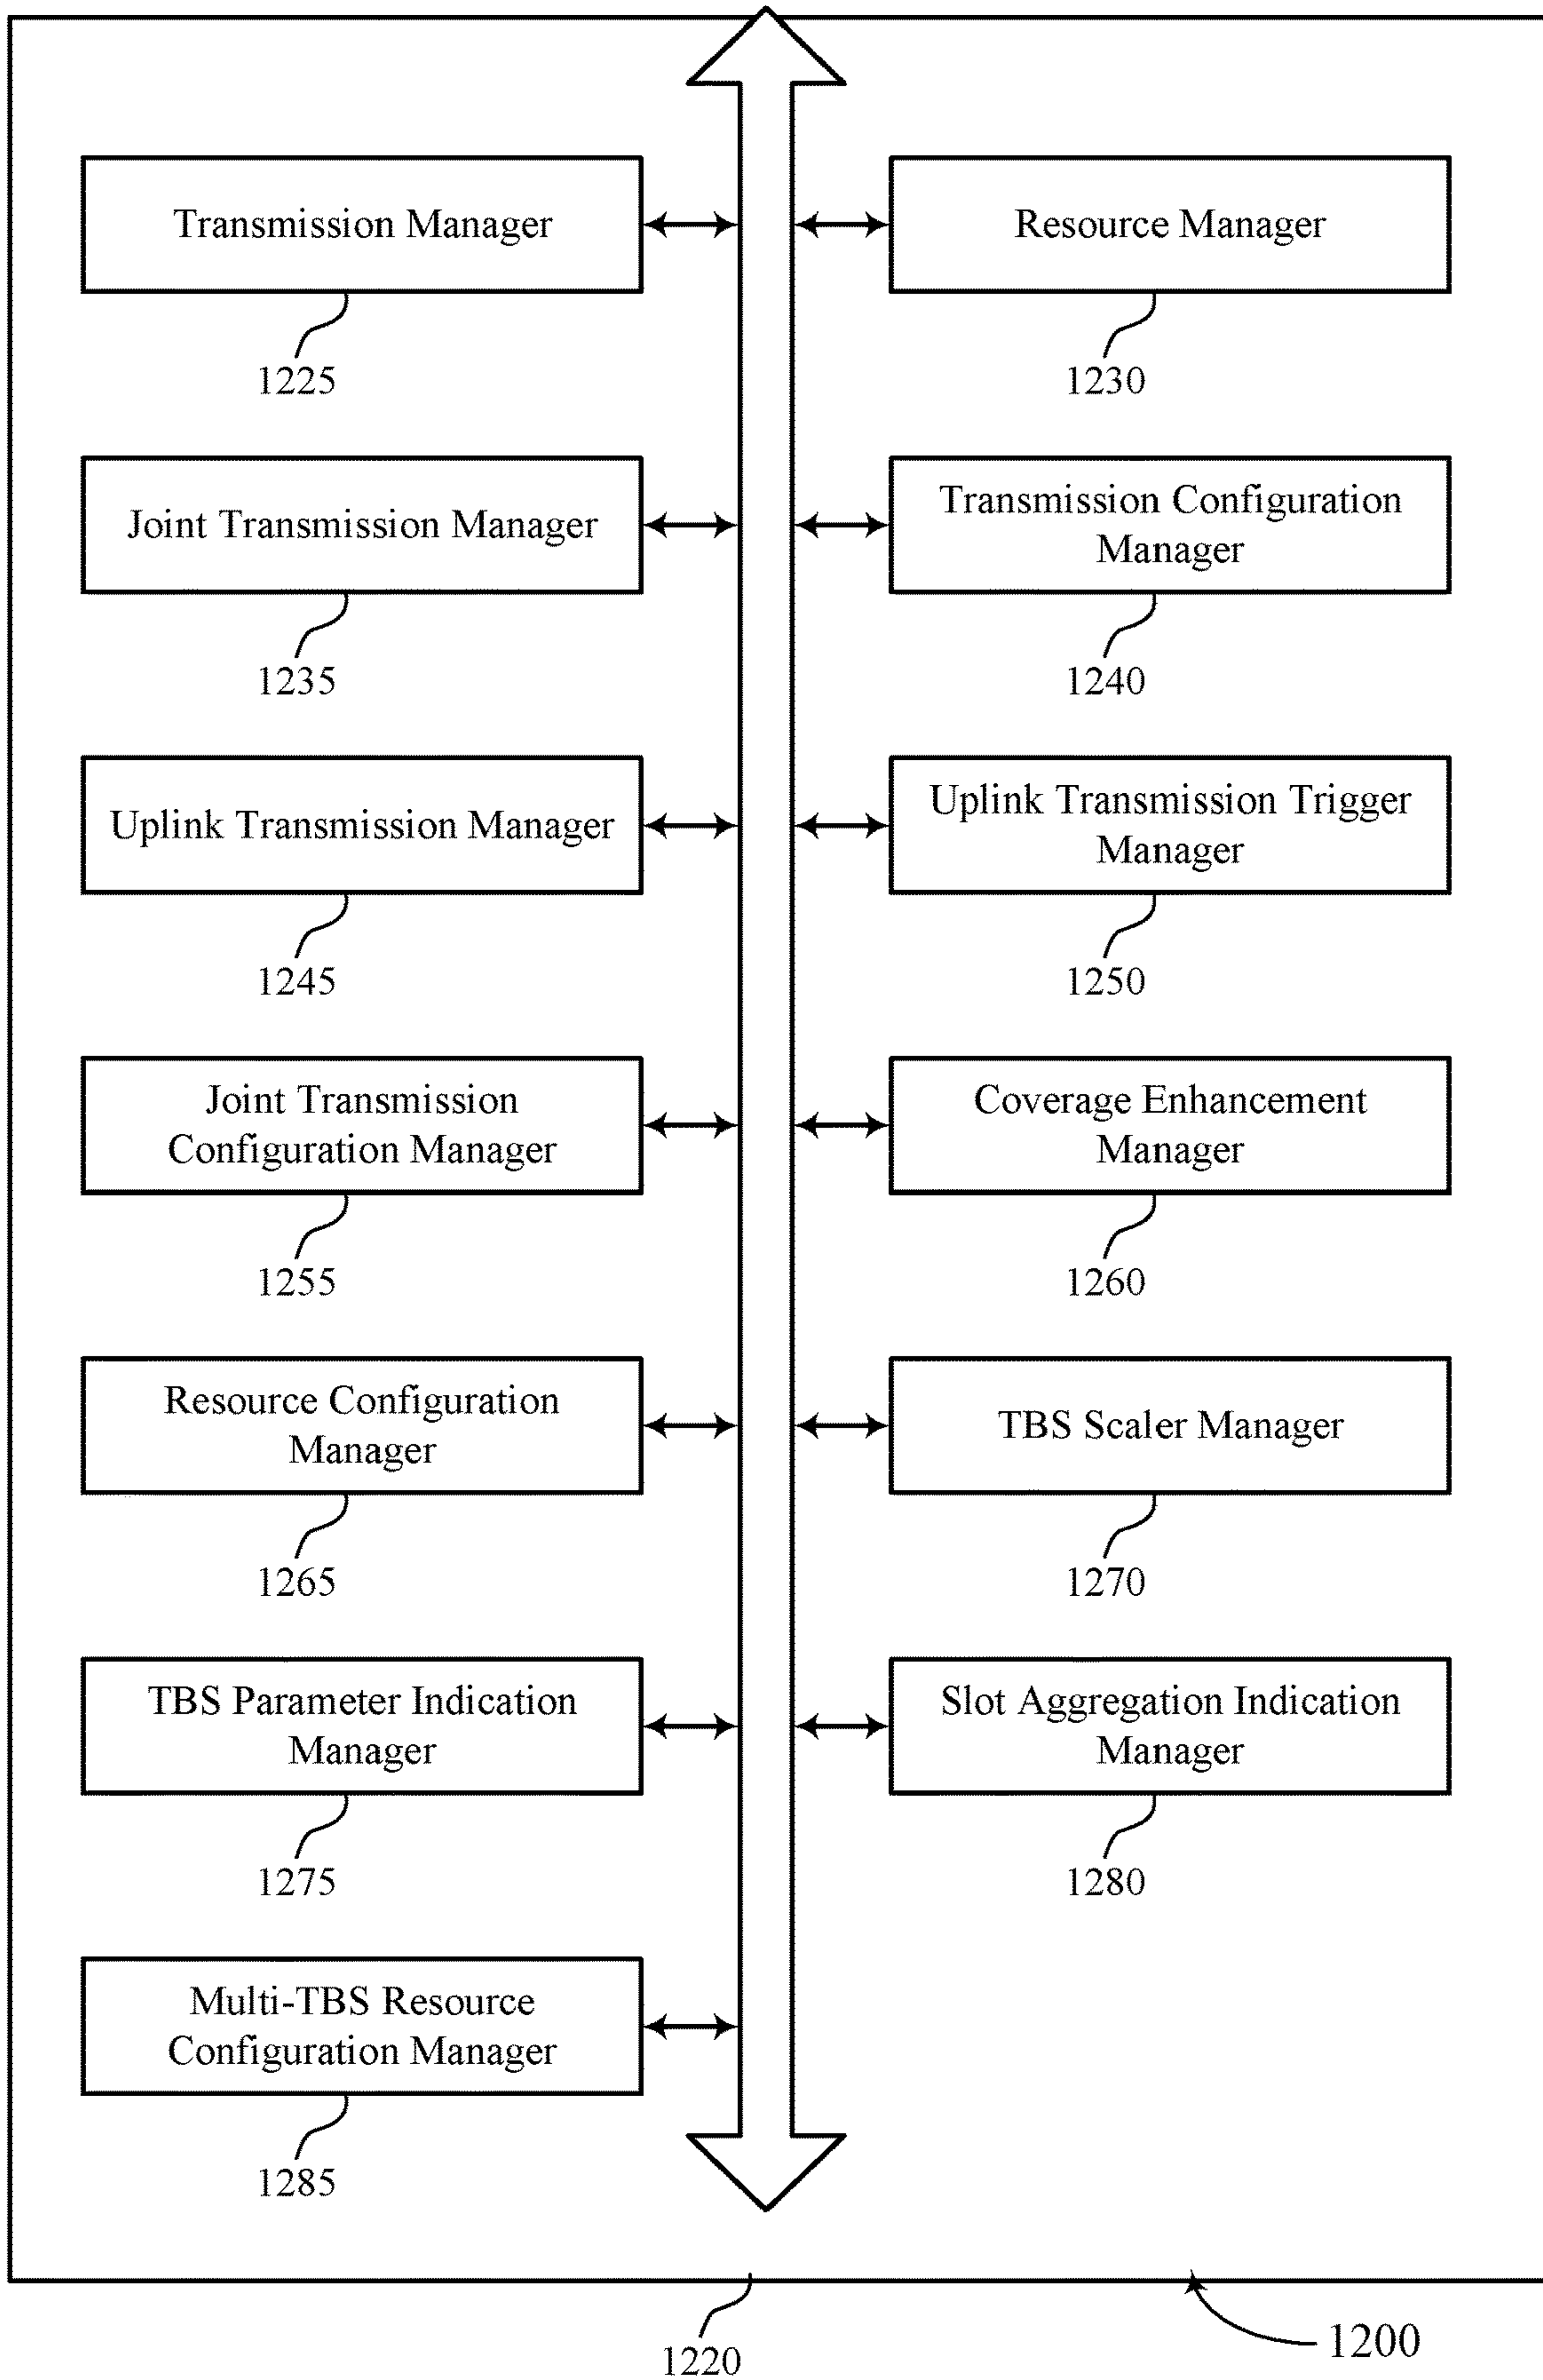 Transmission Manager
1225
Resource Manager
1230
Joint Transmission Manager
1235
Transmission Configuration
Manager
1240
Uplink Transmission Manager
1245
Uplink Transmission Trigger
Manager
1250
Joint Transmission
Configuration Manager
1255
Coverage Enhancement
Manager
1260
Resource Configuration
Manager
1265
TBS Scaler Manager
1270
TBS Parameter Indication
Manager
1275
Slot Aggregation Indication
Manager
1280
Multi-TBS Resource
Configuration Manager
1285
1220
1200